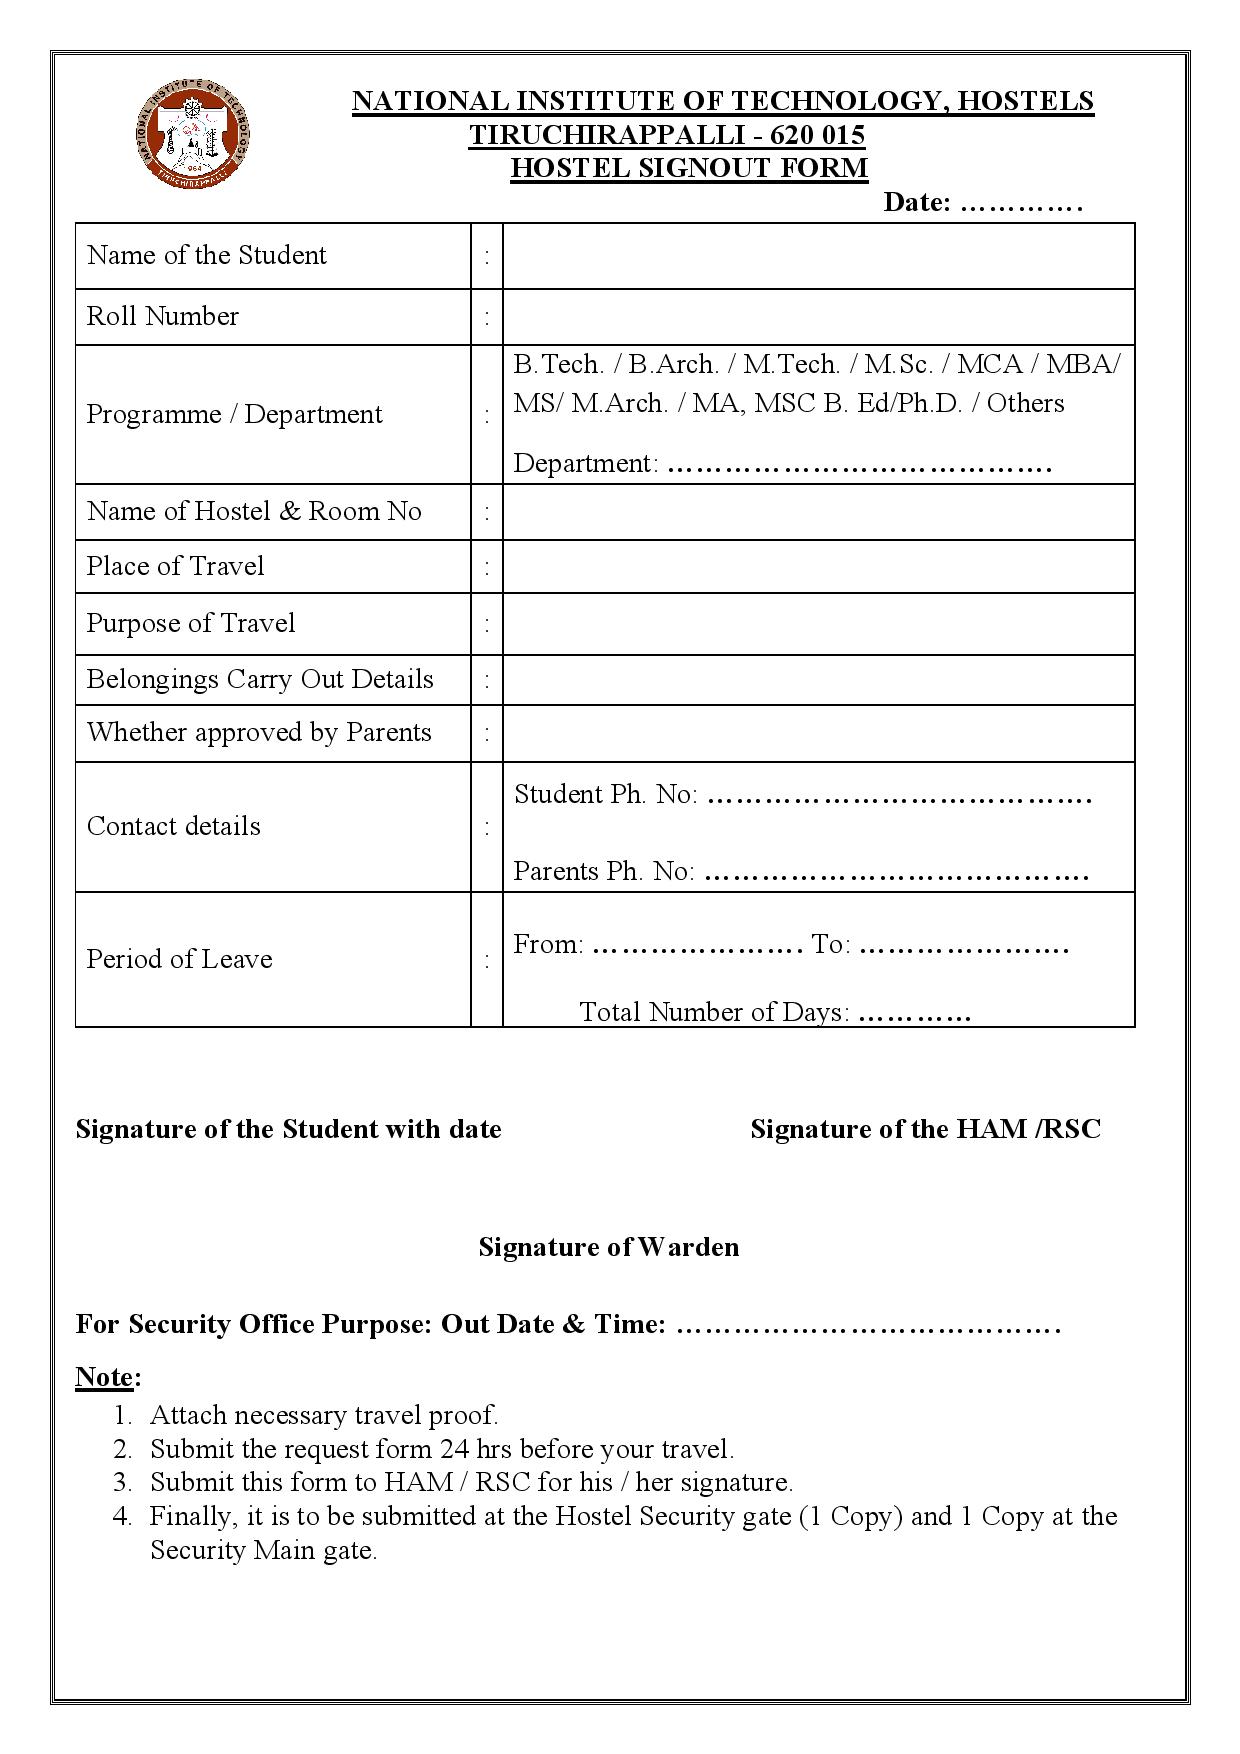 NATIONAL INSTITUTE OF TECHNOLOGY
TIRUCHIRAPPALLI
964
NATIONAL INSTITUTE OF TECHNOLOGY, HOSTELS
TIRUCHIRAPPALLI - 620 015
HOSTEL SIGNOUT FORM
Date: ………….
Name of the Student :
Roll Number :
B.Tech. / B.Arch. / M.Tech. / M.Sc. / MCA / MBA/
MS/ M.Arch. / MA, MSC B. Ed/Ph.D. / Others
Programme / Department :
Department: ………………………………….
Name of Hostel & Room No :
Place of Travel :
Purpose of Travel :
Belongings Carry Out Details :
Whether approved by Parents :
Student Ph. No: ………………………………….
Contact details :
Parents Ph. No: ………………………………….
From: …………………. To: ………………….
Period of Leave :
Total Number of Days: …………
Signature of the Student with date Signature of the HAM /RSC
Signature of Warden
For Security Office Purpose: Out Date & Time: ………………………………….
Note:
1. Attach necessary travel proof.
2. Submit the request form 24 hrs before your travel.
3. Submit this form to HAM / RSC for his / her signature.
4. Finally, it is to be submitted at the Hostel Security gate (1 Copy) and 1 Copy at the
Security Main gate.